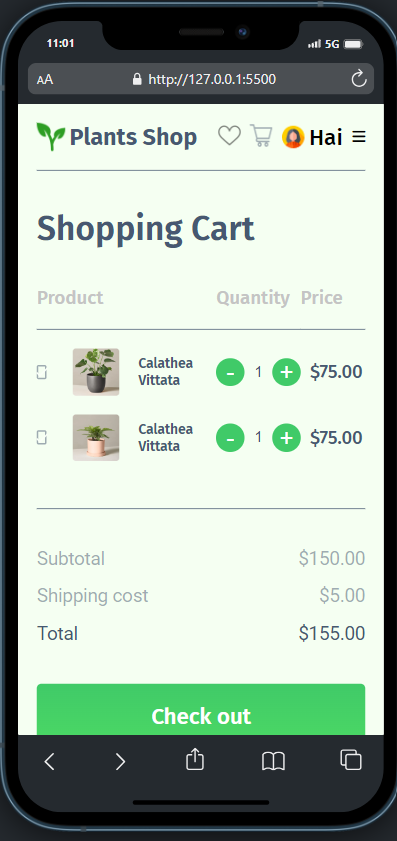 11:01
5G
AA
http://127.0.0.1:5500
Plants Shop
Hai
Shopping Cart
Product Quantity Price
Calathea
Vittata
- 1 + $75.00
Calathea
Vittata
- 1 + $75.00
Subtotal $150.00
Shipping cost $5.00
Total $155.00
Check out